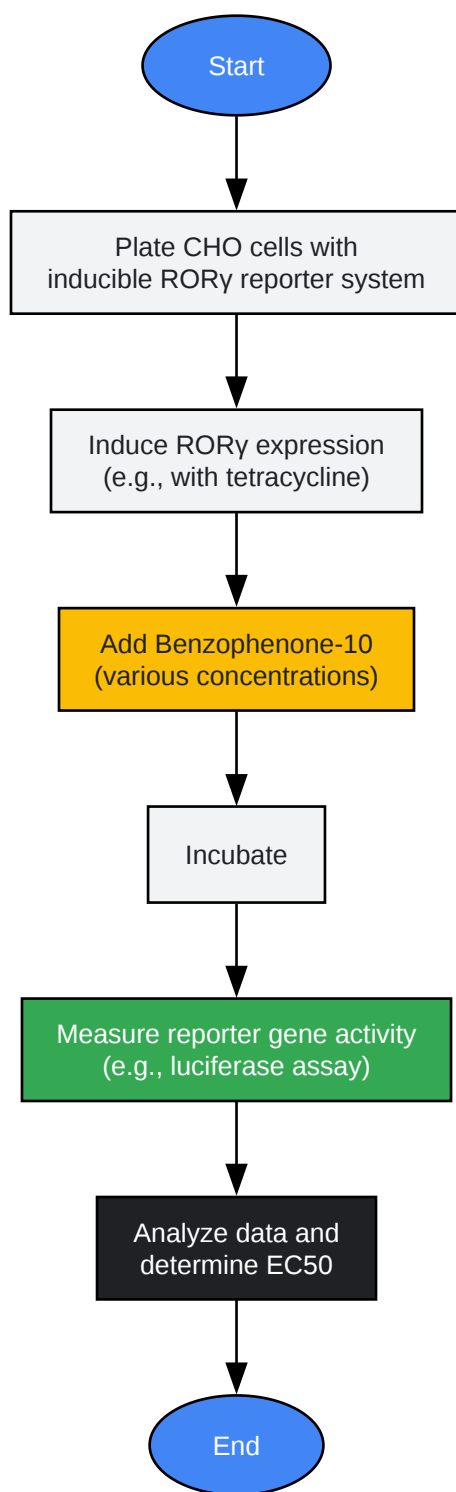 Start
Plate CHO cells with
inducible RORγ reporter system
Induce RORγ expression
(e.g., with tetracycline)
Add Benzophenone-10
(various concentrations)
Incubate
Measure reporter gene activity
(e.g., luciferase assay)
Analyze data and
determine EC50
End